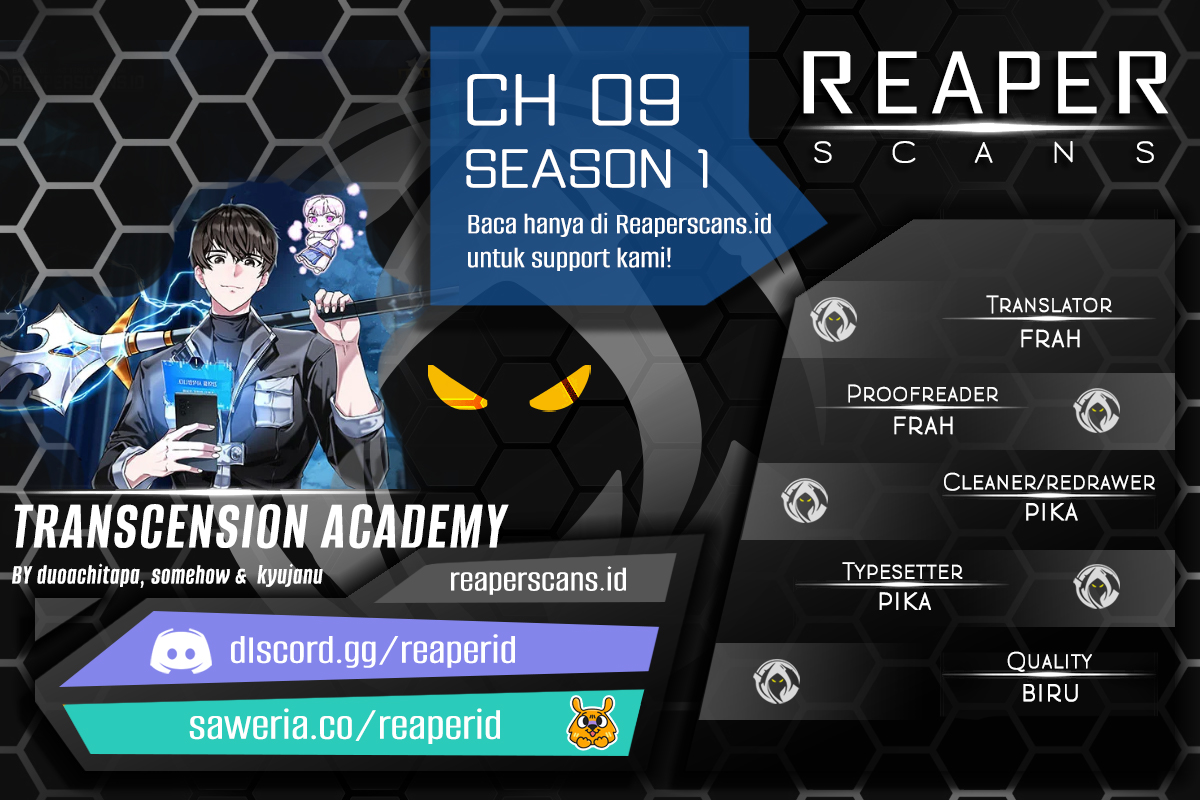 CH 09
SEASON 1
Baca hanya di Reaperscans.id
untuk support kami!
REAPER
SCANS
TRANSLATOR
FRAH
PROOFREADER
FRAH
CLEANER/REDRAWER
PIKA
TYPESETTER
PIKA
QUALITY
BIRU
TRANSCENSION ACADEMY
BY duoachitapa, somehow & kyujanu
reaperscans.id
dIscord.gg/reaperid
saweria.co/reaperid